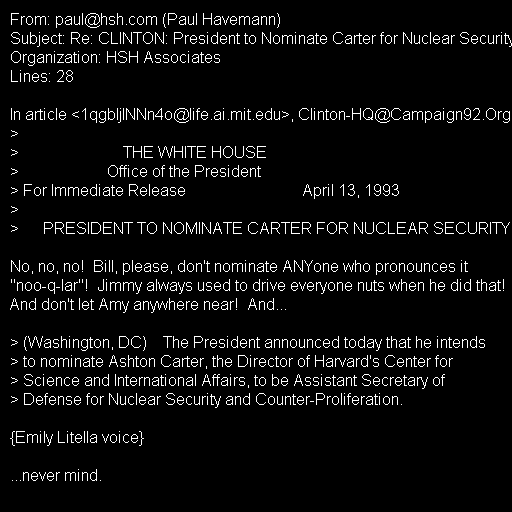 From: paul@hsh.com (Paul Havemann)
Subject: Re: CLINTON: President to Nominate Carter for Nuclear Security
Organization: HSH Associates
Lines: 28

In article <1qgbljINNn4o@life.ai.mit.edu>, Clinton-HQ@Campaign92.Org
>
> THE WHITE HOUSE
> Office of the President
> For Immediate Release April 13, 1993
>
> PRESIDENT TO NOMINATE CARTER FOR NUCLEAR SECURITY

No, no, no! Bill, please, don't nominate ANYone who pronounces it
"noo-q-lar"! Jimmy always used to drive everyone nuts when he did that!
And don't let Amy anywhere near! And...

> (Washington, DC) The President announced today that he intends
> to nominate Ashton Carter, the Director of Harvard's Center for
> Science and International Affairs, to be Assistant Secretary of
> Defense for Nuclear Security and Counter-Proliferation.

{Emily Litella voice}

...never mind.